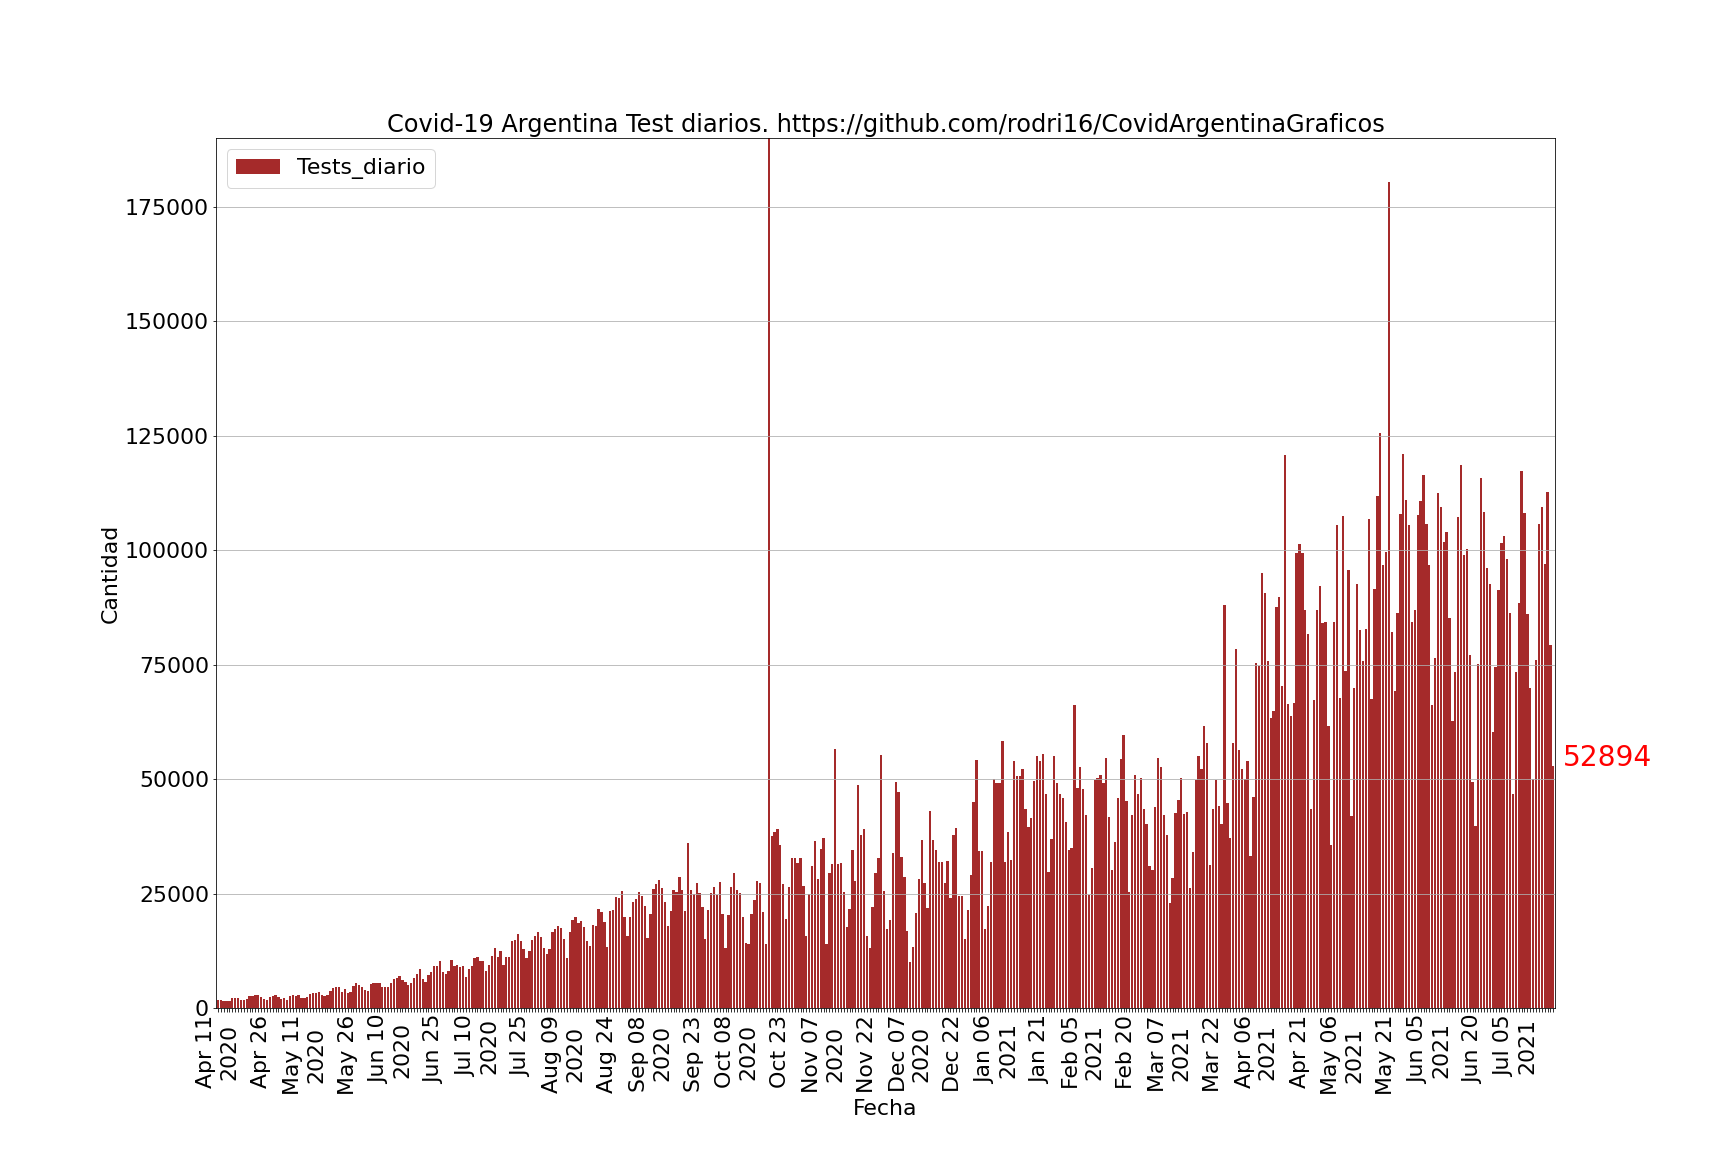 Covid-19 Argentina Test diarios. https://github.com/rodri16/CovidArgentinaGraficos
Tests_diario
175000
150000
125000
100000
75000
50000
25000
0
Cantidad
52894
Apr 11
2020
Apr 26
May 11
2020
May 26
Jun 10
2020
Jun 25
Jul 10
2020
Jul 25
Aug 09
2020
Aug 24
Sep 08
2020
Sep 23
Oct 08
2020
Oct 23
Nov 07
2020
Nov 22
Dec 07
2020
Dec 22
Jan 06
2021
Jan 21
Feb 05
2021
Feb 20
Mar 07
2021
Mar 22
Apr 06
2021
Apr 21
May 06
2021
May 21
Jun 05
2021
Jun 20
Jul 05
2021
Fecha